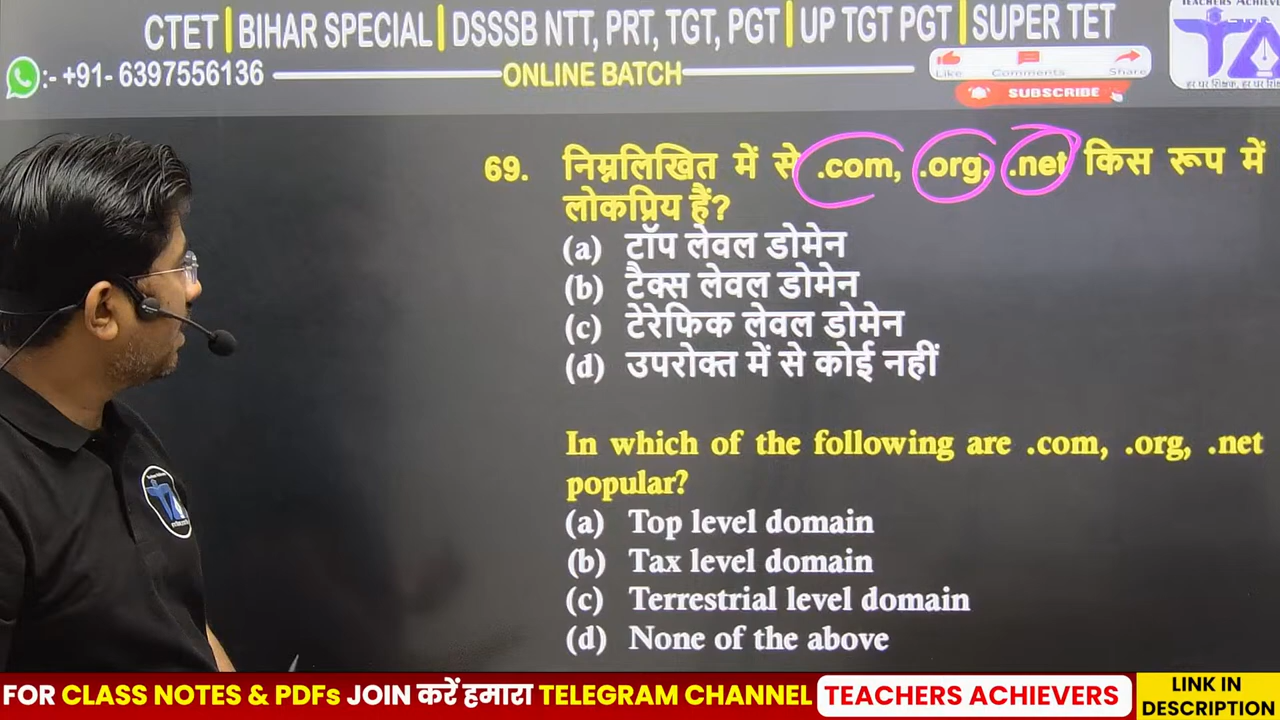 CTET | BIHAR SPECIAL | DSSSB NTT, PRT, TGT, PGT | UP TGT PGT | SUPER TET
:- +91- 6397556136 ONLINE BATCH
Like Comments Share
SUBSCRIBE
69. निम्नलिखित में से .com, .org, .net किस रूप में
लोकप्रिय हैं?
(a) टॉप लेवल डोमेन
(b) टैक्स लेवल डोमेन
(c) टेरेफिक लेवल डोमेन
(d) उपरोक्त में से कोई नहीं
In which of the following are .com, .org, .net
popular?
(a) Top level domain
(b) Tax level domain
(c) Terrestrial level domain
(d) None of the above
FOR CLASS NOTES & PDFs JOIN करें हमारा TELEGRAM CHANNEL TEACHERS ACHIEVERS
LINK IN
DESCRIPTION